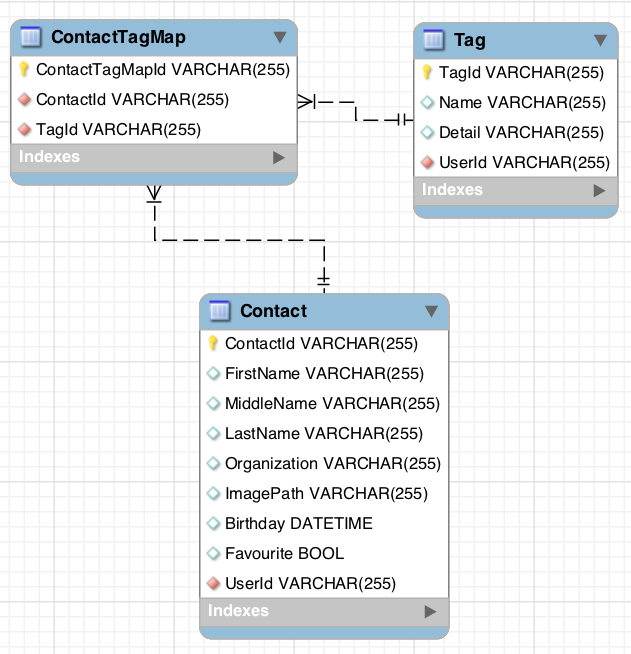 ContactTagMap
ContactTagMapId VARCHAR(255)
ContactId VARCHAR(255)
TagId VARCHAR(255)
Indexes
Tag
TagId VARCHAR(255)
Name VARCHAR(255)
Detail VARCHAR(255)
UserId VARCHAR(255)
Indexes
Contact
ContactId VARCHAR(255)
FirstName VARCHAR(255)
MiddleName VARCHAR(255)
LastName VARCHAR(255)
Organization VARCHAR(255)
ImagePath VARCHAR(255)
Birthday DATETIME
Favourite BOOL
UserId VARCHAR(255)
Indexes